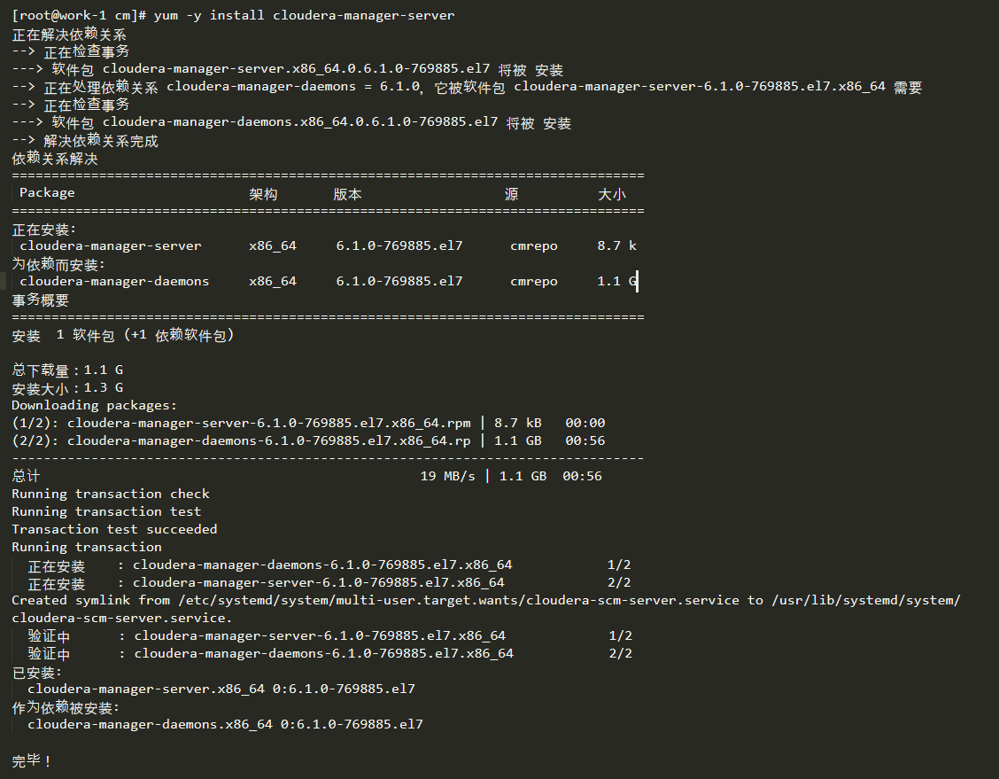 [root@work-1 cm]# yum -y install cloudera-manager-server
正在解决依赖关系
--> 正在检查事务
---> 软件包 cloudera-manager-server.x86_64.0.6.1.0-769885.el7 将被 安装
--> 正在处理依赖关系 cloudera-manager-daemons = 6.1.0，它被软件包 cloudera-manager-server-6.1.0-769885.el7.x86_64 需要
--> 正在检查事务
---> 软件包 cloudera-manager-daemons.x86_64.0.6.1.0-769885.el7 将被 安装
--> 解决依赖关系完成
依赖关系解决
================================================================================
Package 架构 版本 源 大小
================================================================================
正在安装:
cloudera-manager-server x86_64 6.1.0-769885.el7 cmrepo 8.7 k
为依赖而安装:
cloudera-manager-daemons x86_64 6.1.0-769885.el7 cmrepo 1.1 G
事务概要
================================================================================
安装 1 软件包 (+1 依赖软件包)
总下载量：1.1 G
安装大小：1.3 G
Downloading packages:
(1/2): cloudera-manager-server-6.1.0-769885.el7.x86_64.rpm | 8.7 kB 00:00
(2/2): cloudera-manager-daemons-6.1.0-769885.el7.x86_64.rp | 1.1 GB 00:56
--------------------------------------------------------------------------------
总计 19 MB/s | 1.1 GB 00:56
Running transaction check
Running transaction test
Transaction test succeeded
Running transaction
正在安装 : cloudera-manager-daemons-6.1.0-769885.el7.x86_64 1/2
正在安装 : cloudera-manager-server-6.1.0-769885.el7.x86_64 2/2
Created symlink from /etc/systemd/system/multi-user.target.wants/cloudera-scm-server.service to /usr/lib/systemd/system/
cloudera-scm-server.service.
验证中 : cloudera-manager-server-6.1.0-769885.el7.x86_64 1/2
验证中 : cloudera-manager-daemons-6.1.0-769885.el7.x86_64 2/2
已安装:
cloudera-manager-server.x86_64 0:6.1.0-769885.el7
作为依赖被安装:
cloudera-manager-daemons.x86_64 0:6.1.0-769885.el7
完毕！